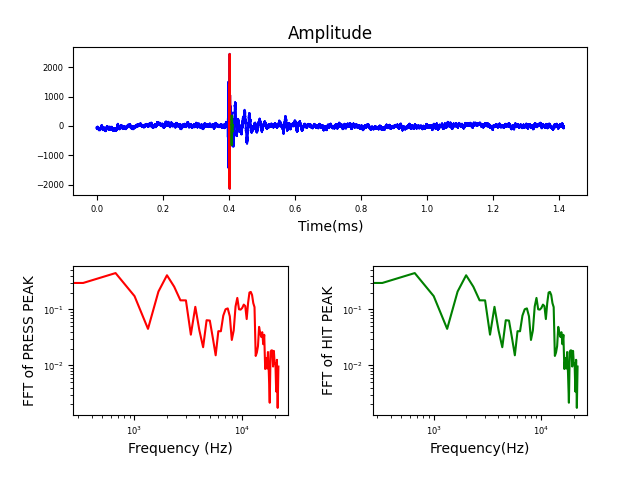 Amplitude
2000
1000
0
−1000
−2000
0.0 0.2 0.4 0.6 0.8 1.0 1.2 1.4
Time(ms)
FFT of PRESS PEAK
10⁻¹
10⁻²
10³ 10⁴
Frequency (Hz)
FFT of HIT PEAK
10⁻¹
10⁻²
10³ 10⁴
Frequency(Hz)